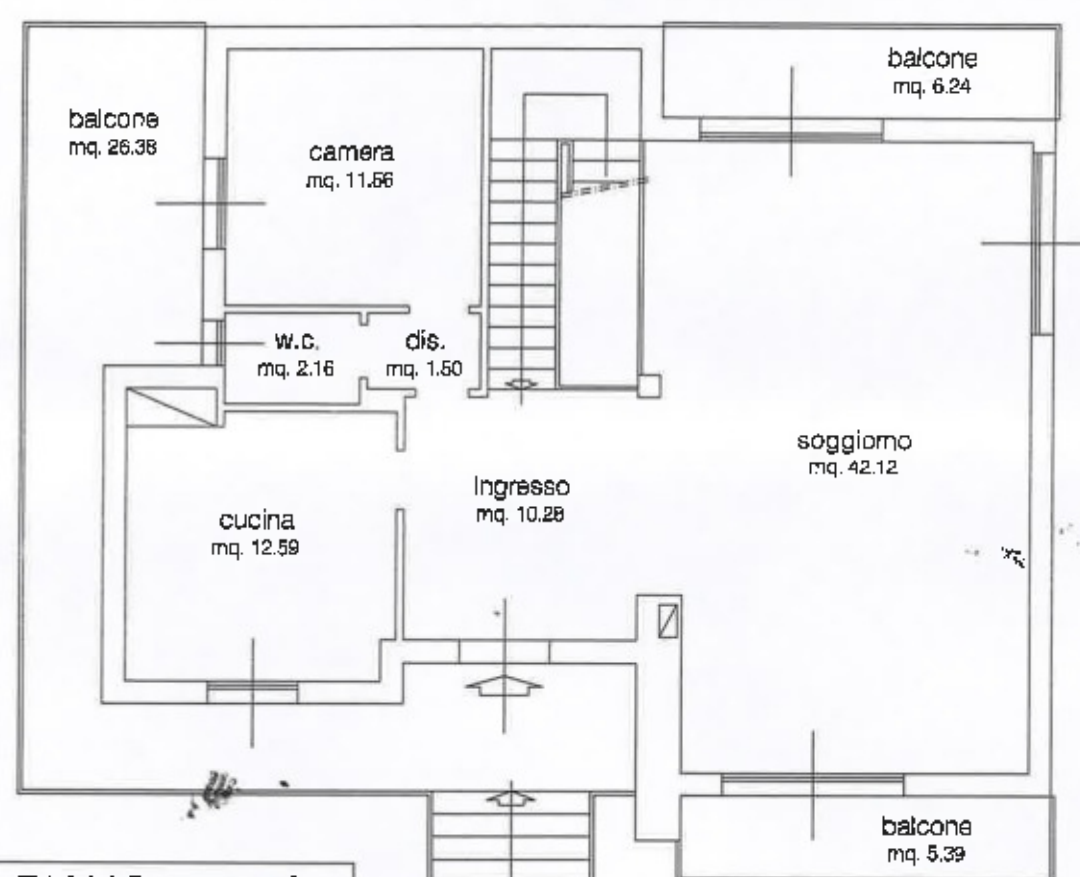 balcone
mq. 6.24
balcone
mq. 26.38
camera
mq. 11.56
w.c.
mq. 2.16
dis.
mq. 1.50
soggiorno
mq. 42.12
Ingresso
mq. 10.28
cucina
mq. 12.59
balcone
mq. 5.39